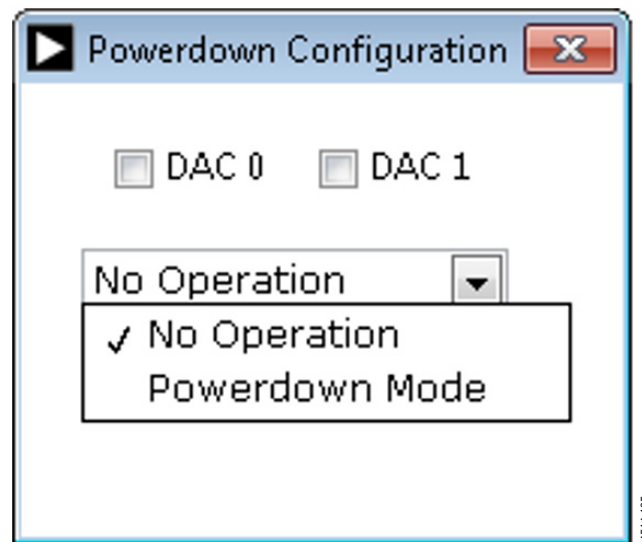 Powerdown Configuration
DAC 0 DAC 1
No Operation
✓ No Operation
Powerdown Mode